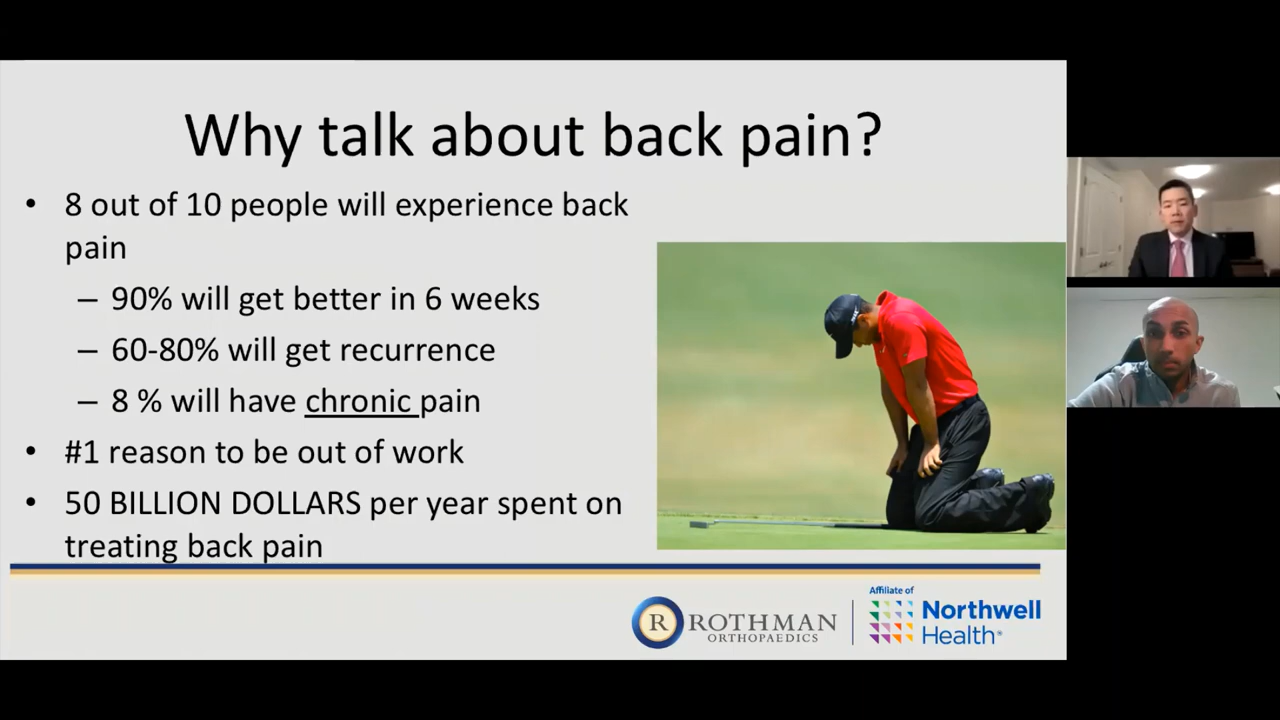 Why talk about back pain?
• 8 out of 10 people will experience back
pain
– 90% will get better in 6 weeks
– 60-80% will get recurrence
– 8 % will have chronic pain
• #1 reason to be out of work
• 50 BILLION DOLLARS per year spent on
treating back pain
R ROTHMAN
ORTHOPAEDICS
Affiliate of
Northwell
Health®